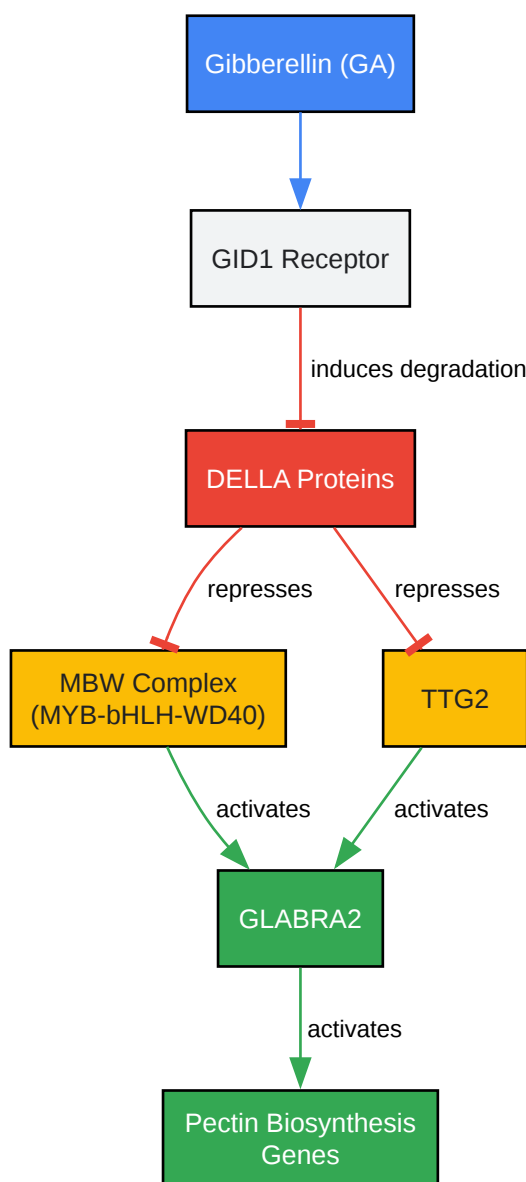 Gibberellin (GA)
GID1 Receptor
induces degradation
DELLA Proteins
represses
represses
MBW Complex
(MYB-bHLH-WD40)
TTG2
activates
activates
GLABRA2
activates
Pectin Biosynthesis
Genes